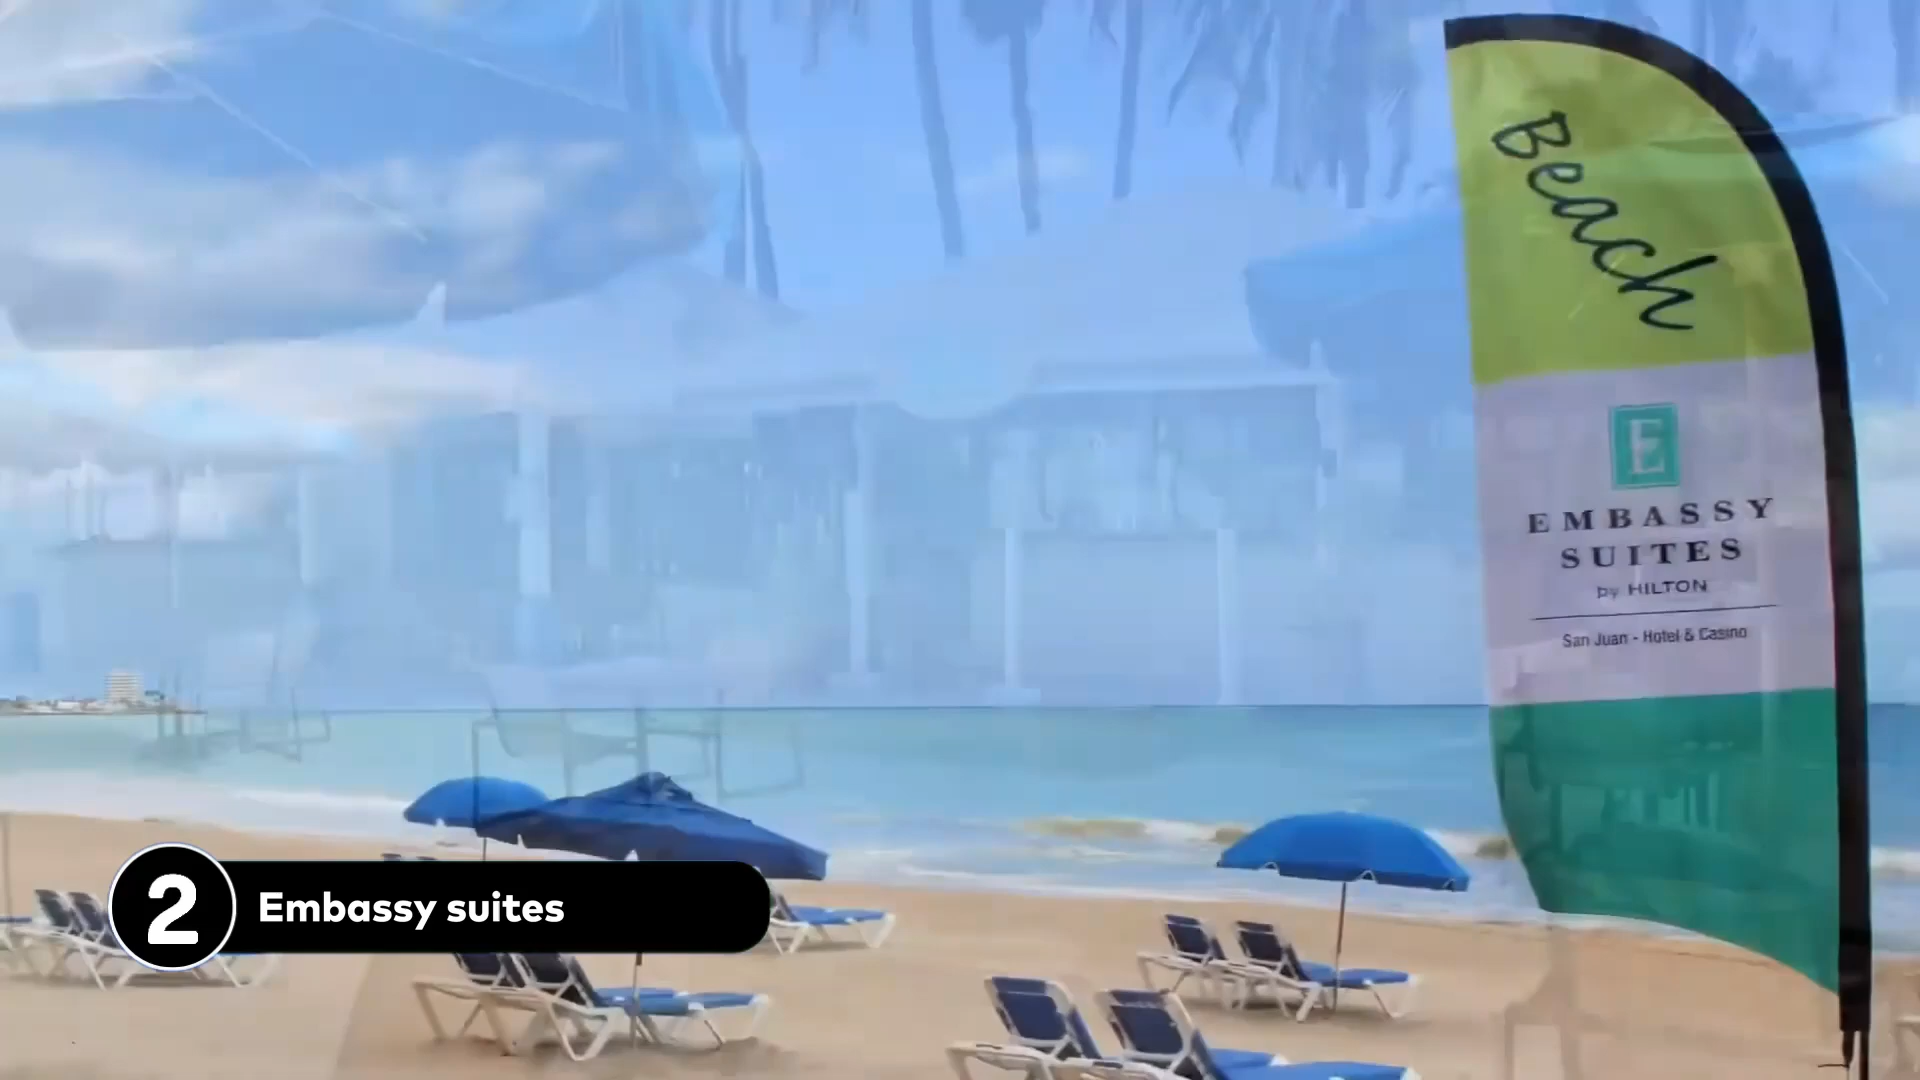 Beach
E
EMBASSY
SUITES
by HILTON
San Juan - Hotel & Casino
2
Embassy suites